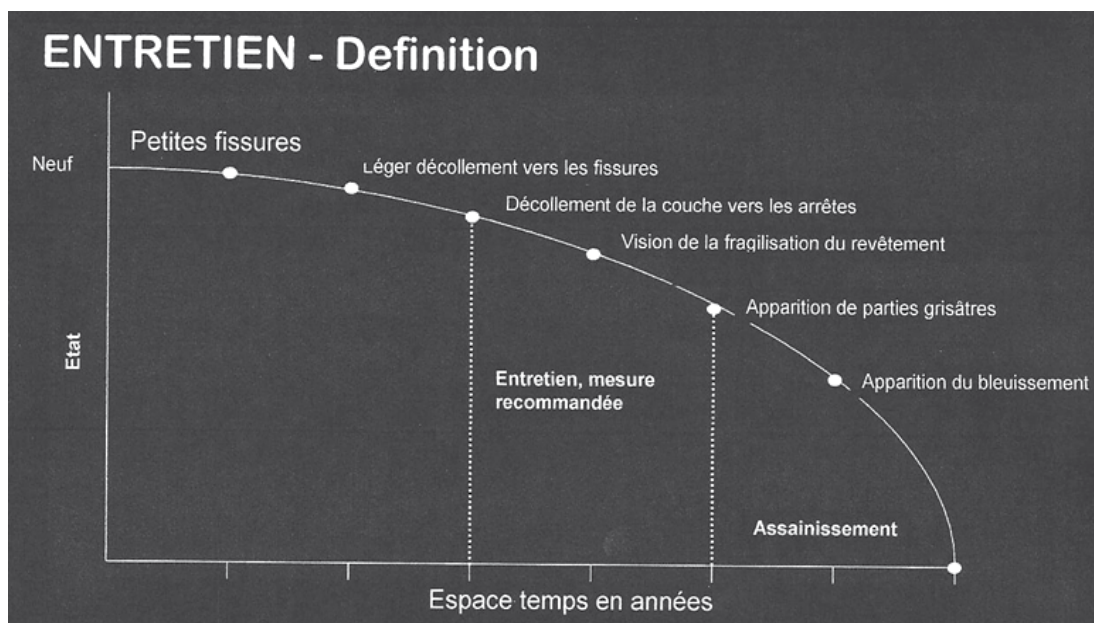 ENTRETIEN - Definition
Petites fissures
Neuf
Léger décollement vers les fissures
Décollement de la couche vers les arrêtes
Vision de la fragilisation du revêtement
Apparition de parties grisâtres
Etat
Entretien, mesure
recommandée
Apparition du bleuissement
Assainissement
Espace temps en années